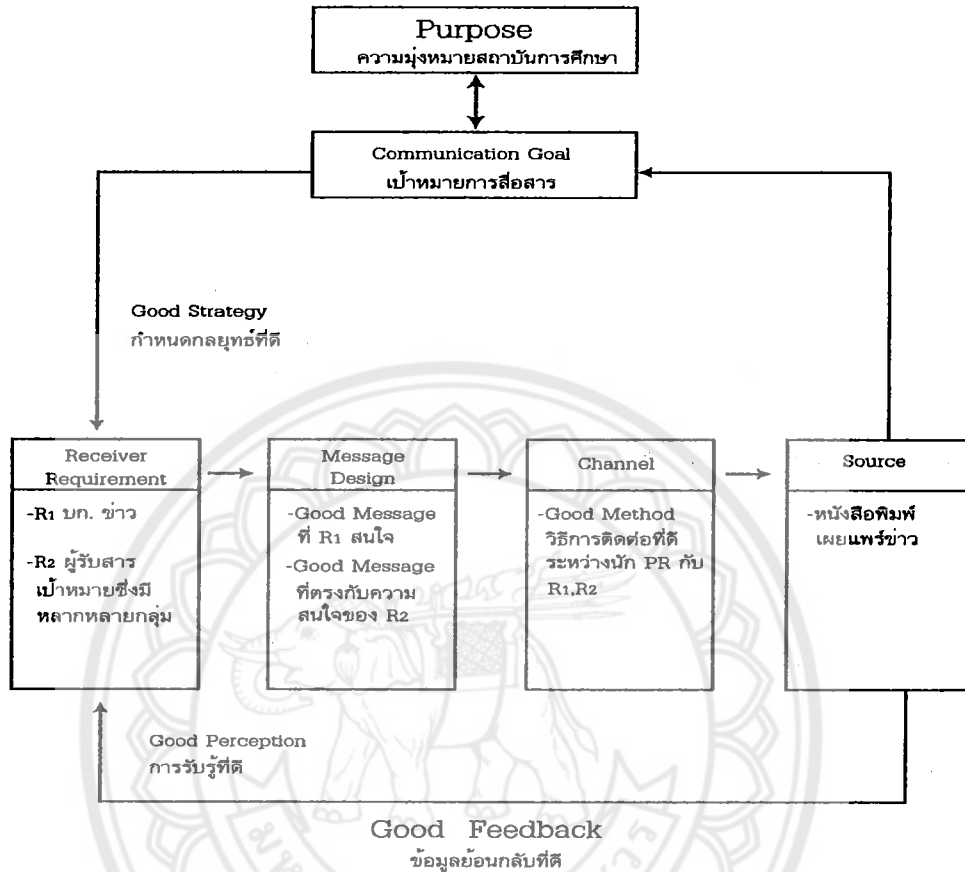 Purpose
ความมุ่งหมายสถาบันการศึกษา
Communication Goal
เป้าหมายการสื่อสาร
Good Strategy
กำหนดกลยุทธ์ที่ดี
Receiver
Requirement
-R1 บก. ข่าว
-R2 ผู้รับสาร
เป้าหมายซึ่งมี
หลากหลายกลุ่ม
Message
Design
-Good Message
ที่ R1 สนใจ
-Good Message
ที่ตรงกับความ
สนใจของ R2
Channel
-Good Method
วิธีการติดต่อที่ดี
ระหว่างนัก PR กับ
R1,R2
Source
-หนังสือพิมพ์
เผยแพร่ข่าว
Good Perception
การรับรู้ที่ดี
Good Feedback
ข้อมูลย้อนกลับที่ดี